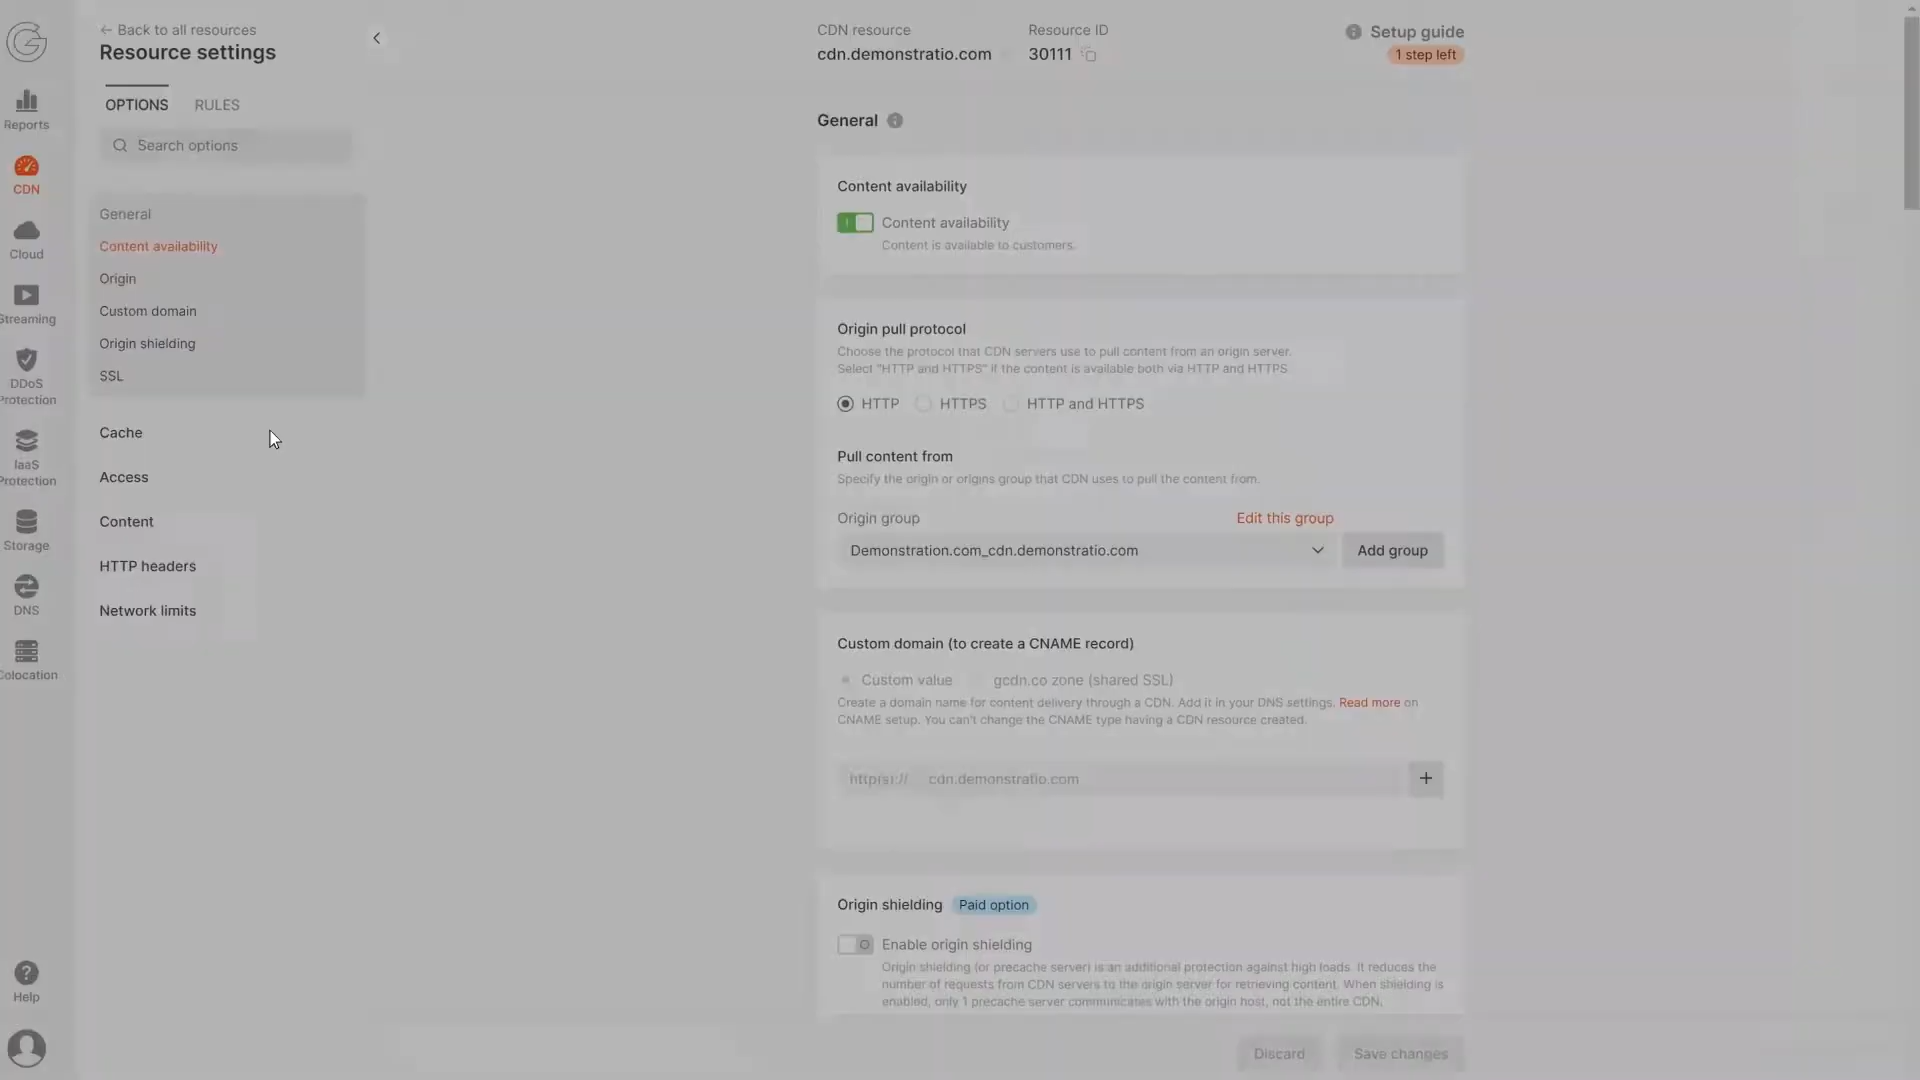 Reports
CDN
Cloud
Streaming
DDoS
Protection
IaaS
Protection
Storage
DNS
Colocation
Help
Back to all resources
Resource settings
OPTIONS RULES
Search options
General
Content availability
Origin
Custom domain
Origin shielding
SSL
Cache
Access
Content
HTTP headers
Network limits
CDN resource
cdn.demonstratio.com
Resource ID
30111
Setup guide
1 step left
General
Content availability
Content availability
Content is available to customers.
Origin pull protocol
Choose the protocol that CDN servers use to pull content from an origin server.
Select "HTTP and HTTPS" if the content is available both via HTTP and HTTPS.
HTTP HTTPS HTTP and HTTPS
Pull content from
Specify the origin or origins group that CDN uses to pull the content from.
Origin group Edit this group
Demonstration.com_cdn.demonstratio.com Add group
Custom domain (to create a CNAME record)
Custom value gcdn.co zone (shared SSL)
Create a domain name for content delivery through a CDN. Add it in your DNS settings. Read more on
CNAME setup. You can't change the CNAME type having a CDN resource created.
http(s):// cdn.demonstratio.com +
Origin shielding Paid option
Enable origin shielding
Origin shielding (or precache server) is an additional protection against high loads. It reduces the
number of requests from CDN servers to the origin server for retrieving content. When shielding is
enabled, only 1 precache server communicates with the origin host, not the entire CDN.
Discard Save changes